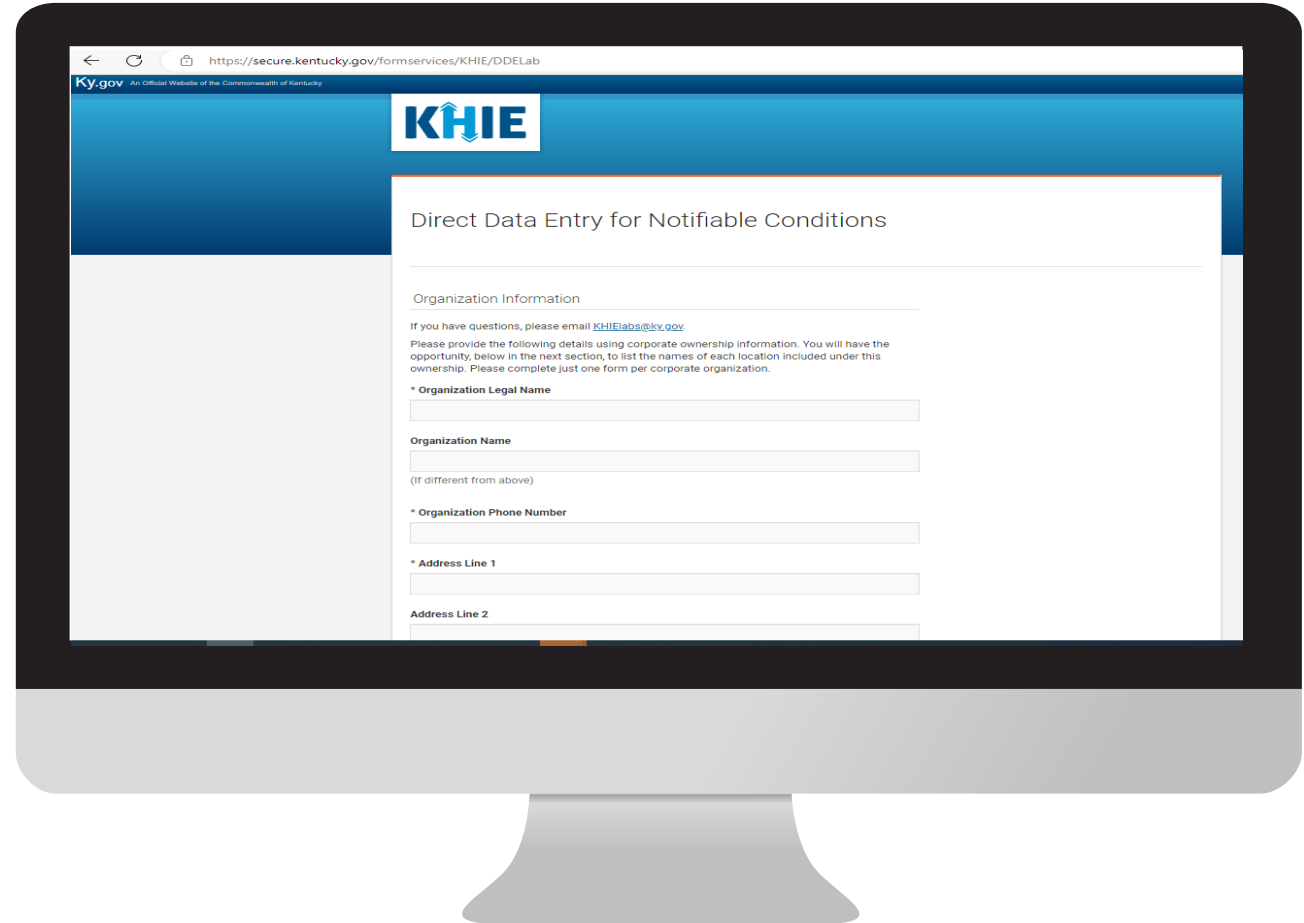 https://secure.kentucky.gov/formservices/KHIE/DDELab
Ky.gov An Official Website of the Commonwealth of Kentucky
KHIE
Direct Data Entry for Notifiable Conditions
Organization Information
If you have questions, please email KHIElabs@ky.gov.
Please provide the following details using corporate ownership information. You will have the
opportunity, below in the next section, to list the names of each location included under this
ownership. Please complete just one form per corporate organization.
* Organization Legal Name
Organization Name
(If different from above)
* Organization Phone Number
* Address Line 1
Address Line 2